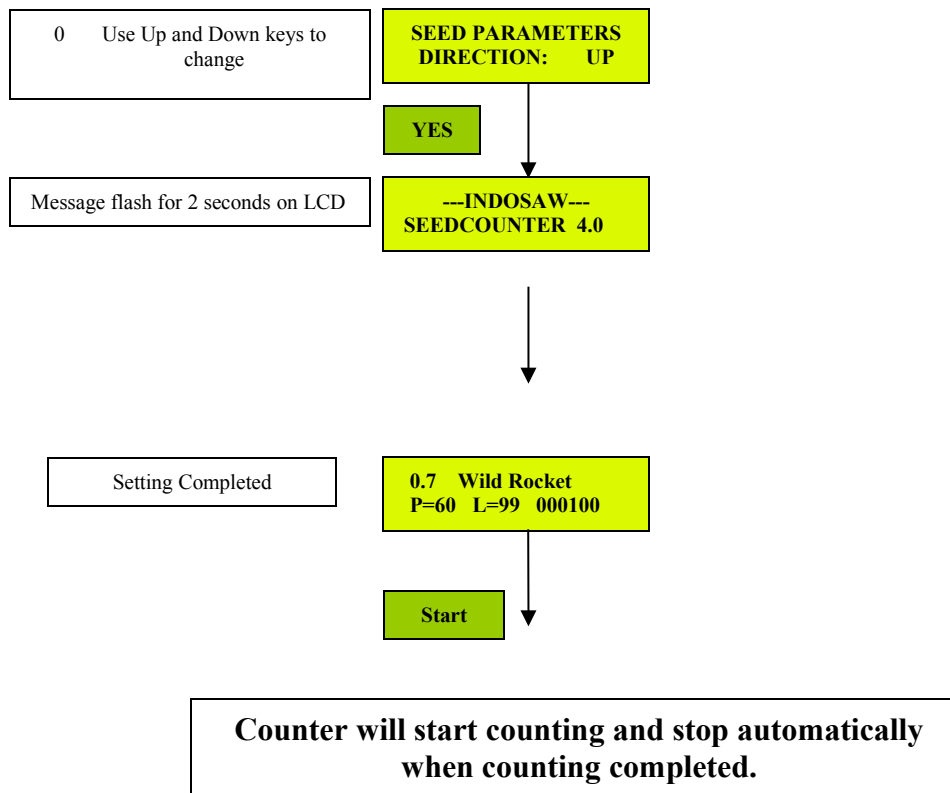 0 Use Up and Down keys to
change
SEED PARAMETERS
DIRECTION: UP
YES
Message flash for 2 seconds on LCD
---INDOSAW---
SEEDCOUNTER 4.0
Setting Completed
0.7 Wild Rocket
P=60 L=99 000100
Start
Counter will start counting and stop automatically
when counting completed.